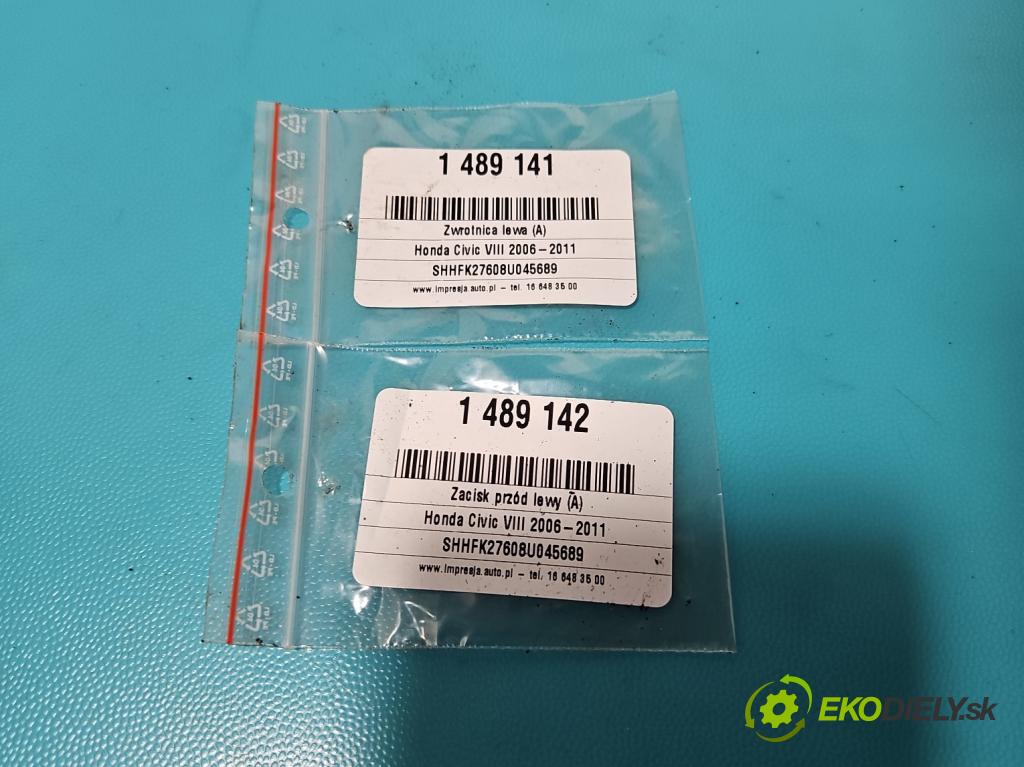 1 489 141
Zwrotnica lewa (A)
Honda Civic VIII 2006–2011
SHHFK27608U045689
www.impresja.auto.pl – tel. 16 648 35 00
1 489 142
Zacisk przód lewy (A)
Honda Civic VIII 2006–2011
SHHFK27608U045689
www.impresja.auto.pl – tel. 16 648 35 00
EKODIELY.sk